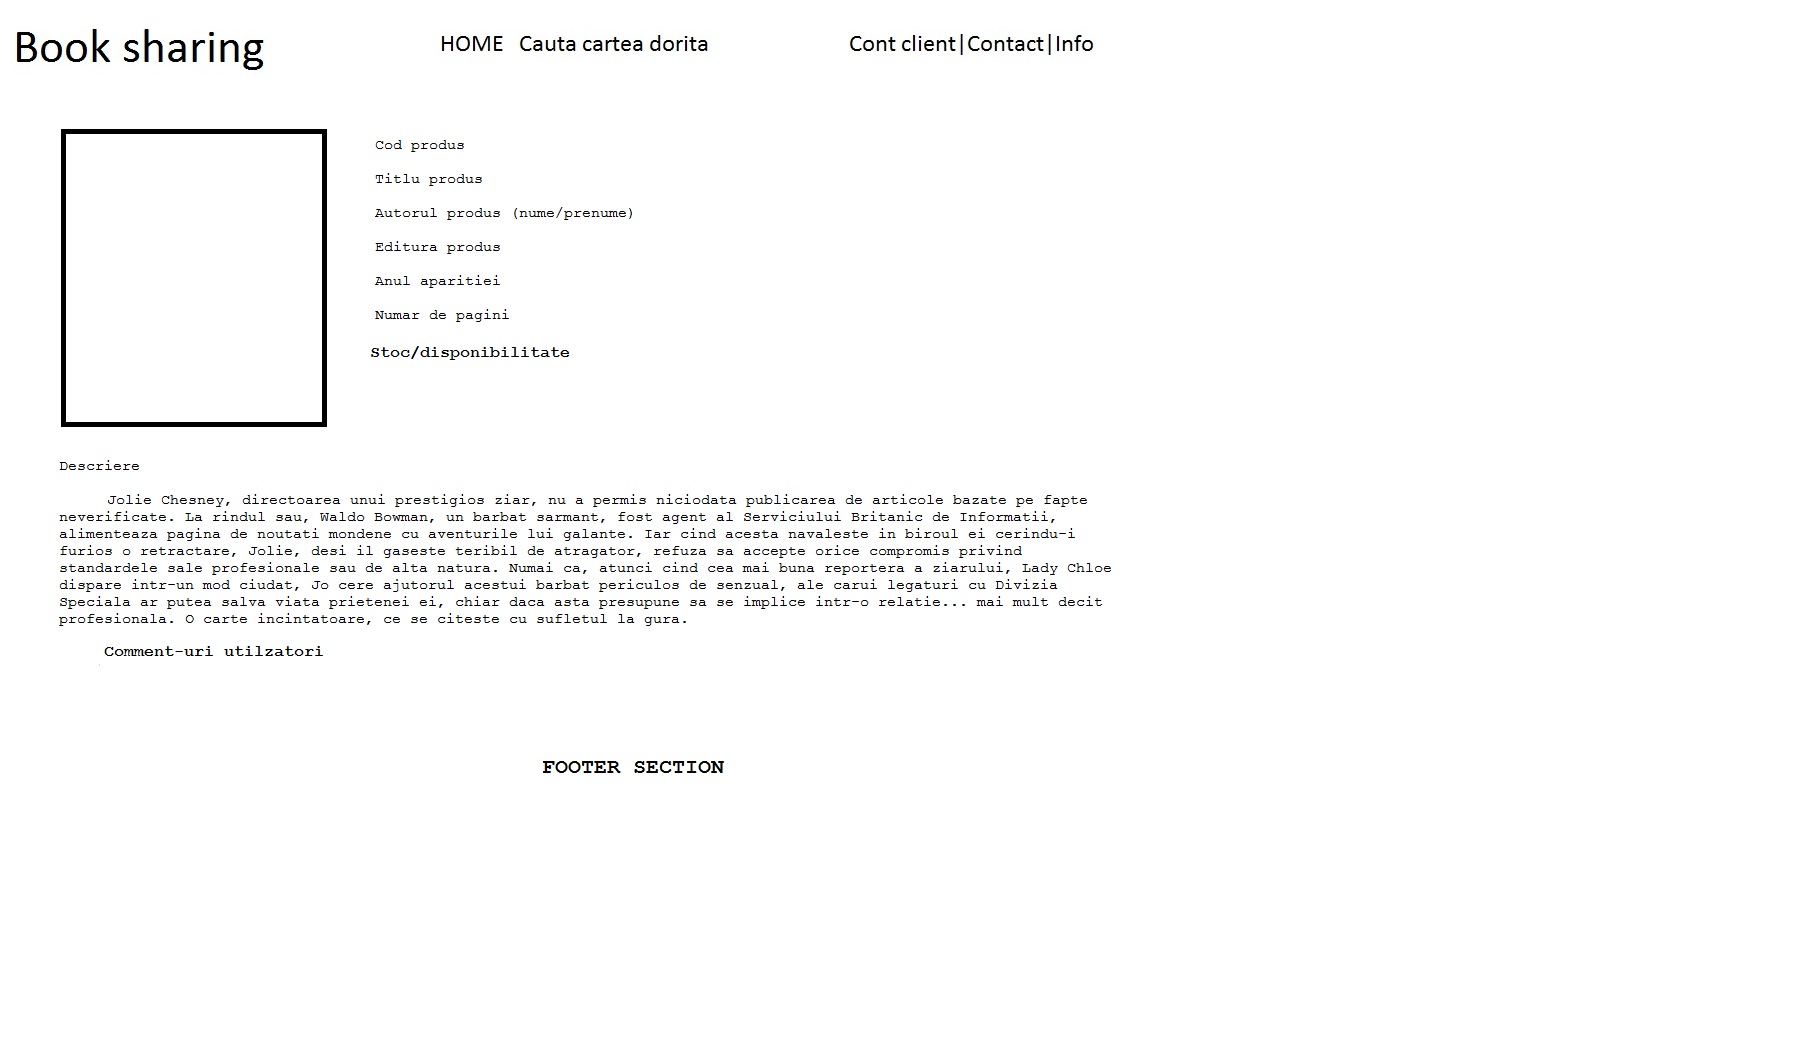 Book sharing
HOME Cauta cartea dorita
Cont client|Contact|Info
Cod produs
Titlu produs
Autorul produs (nume/prenume)
Editura produs
Anul aparitiei
Numar de pagini
Stoc/disponibilitate
Descriere
Jolie Chesney, directoarea unui prestigios ziar, nu a permis niciodata publicarea de articole bazate pe fapte
neverificate. La rindul sau, Waldo Bowman, un barbat sarmant, fost agent al Serviciului Britanic de Informatii,
alimenteaza pagina de noutati mondene cu aventurile lui galante. Iar cind acesta navaleste in biroul ei cerindu-i
furios o retractare, Jolie, desi il gaseste teribil de atragator, refuza sa accepte orice compromis privind
standardele sale profesionale sau de alta natura. Numai ca, atunci cind cea mai buna reportera a ziarului, Lady Chloe
dispare intr-un mod ciudat, Jo cere ajutorul acestui barbat periculos de senzual, ale carui legaturi cu Divizia
Speciala ar putea salva viata prietenei ei, chiar daca asta presupune sa se implice intr-o relatie... mai mult decit
profesionala. O carte incintatoare, ce se citeste cu sufletul la gura.
Comment-uri utilzatori
FOOTER SECTION